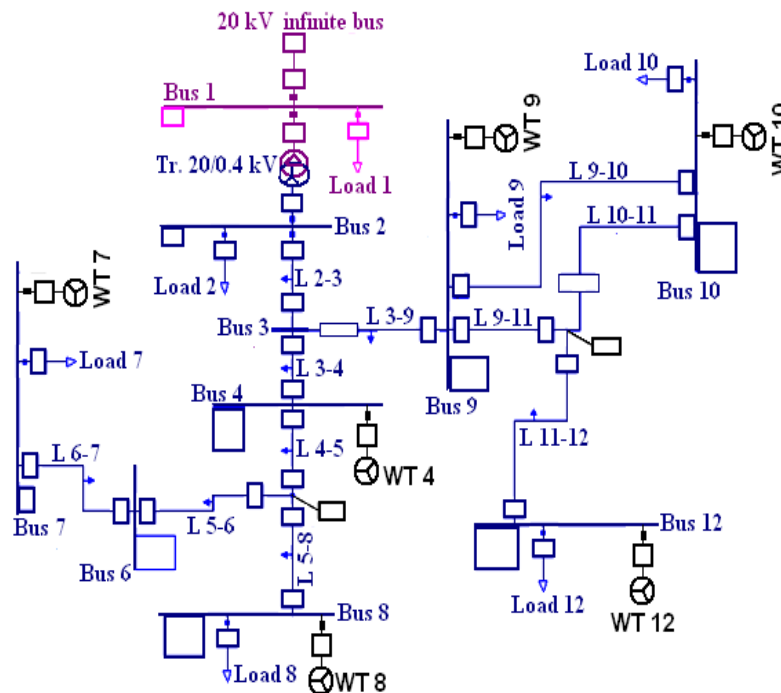 20 kV infinite bus
Bus 1
Load 1
Tr. 20/0.4 kV
Bus 2
Load 2
L 2-3
Bus 3
L 3-9
L 3-4
Bus 4
L 4-5
WT 4
WT 7
Load 7
L 6-7
Bus 7
L 5-6
Bus 6
L 5-8
Bus 8
Load 8
WT 8
WT 9
Load 9
L 9-10
Load 10
WT 10
L 10-11
Bus 10
L 9-11
Bus 9
L 11-12
Bus 12
Load 12
WT 12